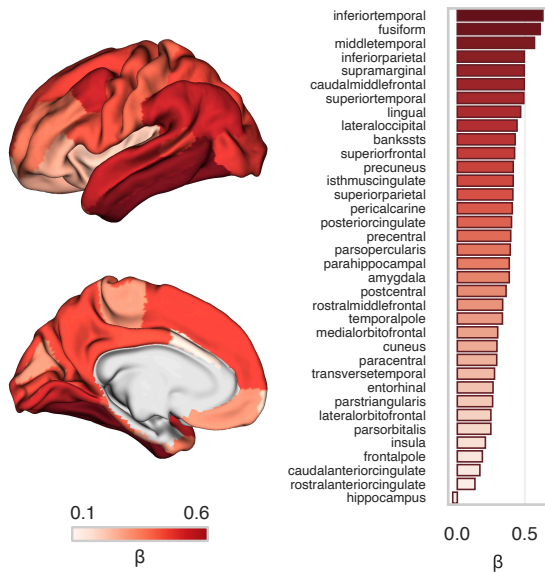 inferiortemporal
fusiform
middletemporal
inferiorparietal
supramarginal
caudalmiddlefrontal
superiortemporal
lingual
lateraloccipital
bankssts
superiorfrontal
precuneus
isthmuscingulate
superiorparietal
pericalcarine
posteriorcingulate
precentral
parsopercularis
parahippocampal
amygdala
postcentral
rostralmiddlefrontal
temporalpole
medialorbitofrontal
cuneus
paracentral
transversetemporal
entorhinal
parstriangularis
lateralorbitofrontal
parsorbitalis
insula
frontalpole
caudalanteriorcingulate
rostralanteriorcingulate
hippocampus
0.1 0.6
β
0.0 0.5
β